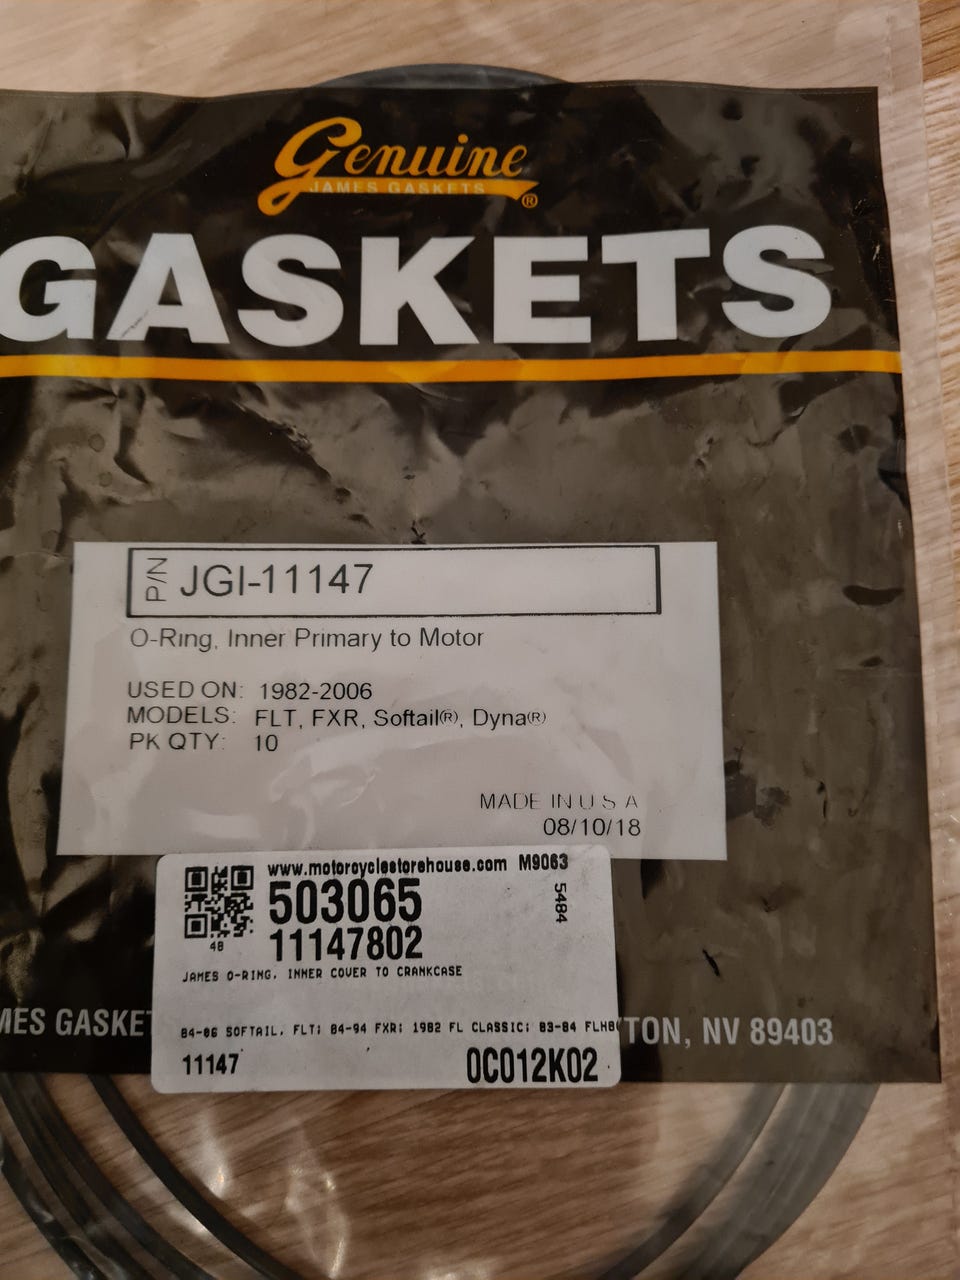 Genuine
JAMES GASKETS ®
GASKETS
P/N JGI-11147
O-Ring, Inner Primary to Motor
USED ON: 1982-2006
MODELS: FLT, FXR, Softail(R), Dyna(R)
PK QTY: 10
MADE IN U S A
08/10/18
www.motorcyclestorehouse.com M9063
503065
5484
11147802
48
JAMES O-RING, INNER COVER TO CRANKCASE
84-06 SOFTAIL, FLT; 84-94 FXR; 1982 FL CLASSIC; 83-84 FLHB
MES GASKET
TON, NV 89403
11147 0C012K02